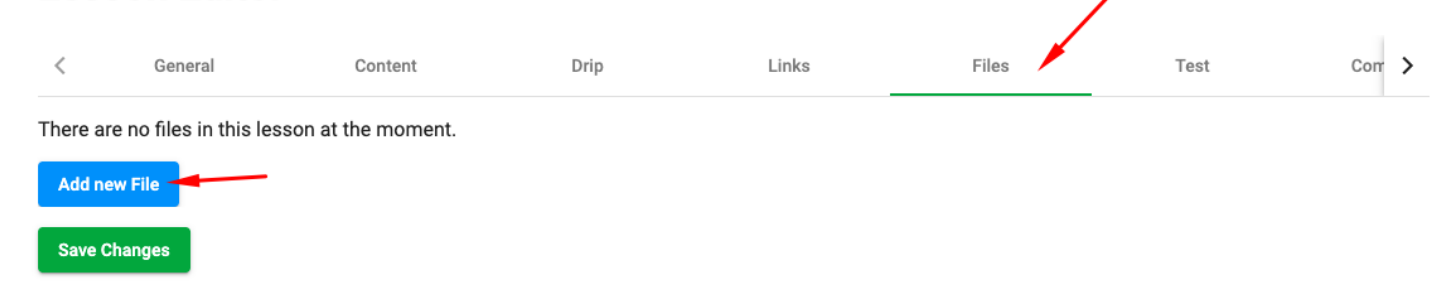 General Content Drip Links Files Test Com
There are no files in this lesson at the moment.
Add new File
Save Changes